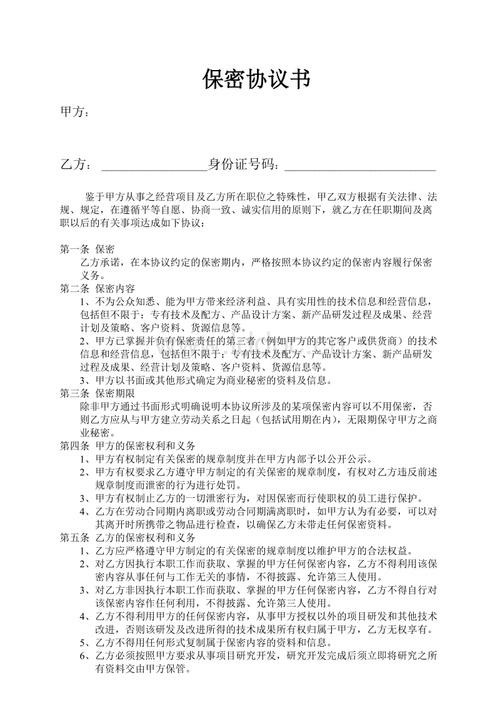 保密协议书
甲方：
乙方：________________身份证号码：_______________________
鉴于甲方从事之经营项目及乙方所在职位之特殊性，甲乙双方根据有关法律、法
规、规定，在遵循平等自愿、协商一致、诚实信用的原则下，就乙方在任职期间及离
职以后的有关事项达成如下协议：
第一条 保密
乙方承诺，在本协议约定的保密期内，严格按照本协议约定的保密内容履行保密
义务。
第二条 保密内容
1、不为公众知悉、能为甲方带来经济利益、具有实用性的技术信息和经营信息，
包括但不限于：专有技术及配方、产品设计方案、新产品研发过程及成果、经营
计划及策略、客户资料、货源信息等。
2、甲方已掌握并负有保密责任的第三者（例如甲方的其它客户或供货商）的技术
信息和经营信息，包括但不限于：专有技术及配方、产品设计方案、新产品研发
过程及成果、经营计划及策略、客户资料、货源信息等。
3、甲方以书面或其他形式确定为商业秘密的资料及信息。
第三条 保密期限
除非甲方通过书面形式明确说明本协议所涉及的某项保密内容可以不用保密，否
则乙方应从与甲方建立劳动关系之日起（包括试用期在内），无限期保守甲方之商
业秘密。
第四条 甲方的保密权利和义务
1、甲方有权制定有关保密的规章制度并在甲方内部予以公开公示。
2、甲方有权要求乙方遵守甲方制定的有关保密的规章制度，有权对乙方违反前述
规章制度而泄密的行为进行处罚。
3、甲方有权制止乙方的一切泄密行为，对因保密而行使职权的员工进行保护。
4、乙方在劳动合同期内离职或劳动合同期满离职时，如甲方认为有必要，可以对
其离开时所携带之物品进行检查，以确保乙方未带走任何保密资料。
第五条 乙方的保密权利和义务
1、乙方应严格遵守甲方制定的有关保密的规章制度以维护甲方的合法权益。
2、对乙方因执行本职工作而获取、掌握的甲方任何保密内容，乙方不得利用该保
密内容从事任何与工作无关的事情，不得披露、允许第三人使用。
3、对乙方非因执行本职工作而获取、掌握的甲方任何保密内容，乙方不得自行对
该保密内容作任何利用，不得披露、允许第三人使用。
4、乙方不得利用甲方的任何保密内容，从事甲方授权以外的项目研发和其他技术
改进，否则该研发及改进所得的技术成果所有权归属于甲方，乙方无权享有。
5、乙方不得用任何形式复制属于保密内容的资料和信息。
6、乙方必须按照甲方要求从事项目研究开发，研究开发完成后须立即将研究之所
有资料交由甲方保管。